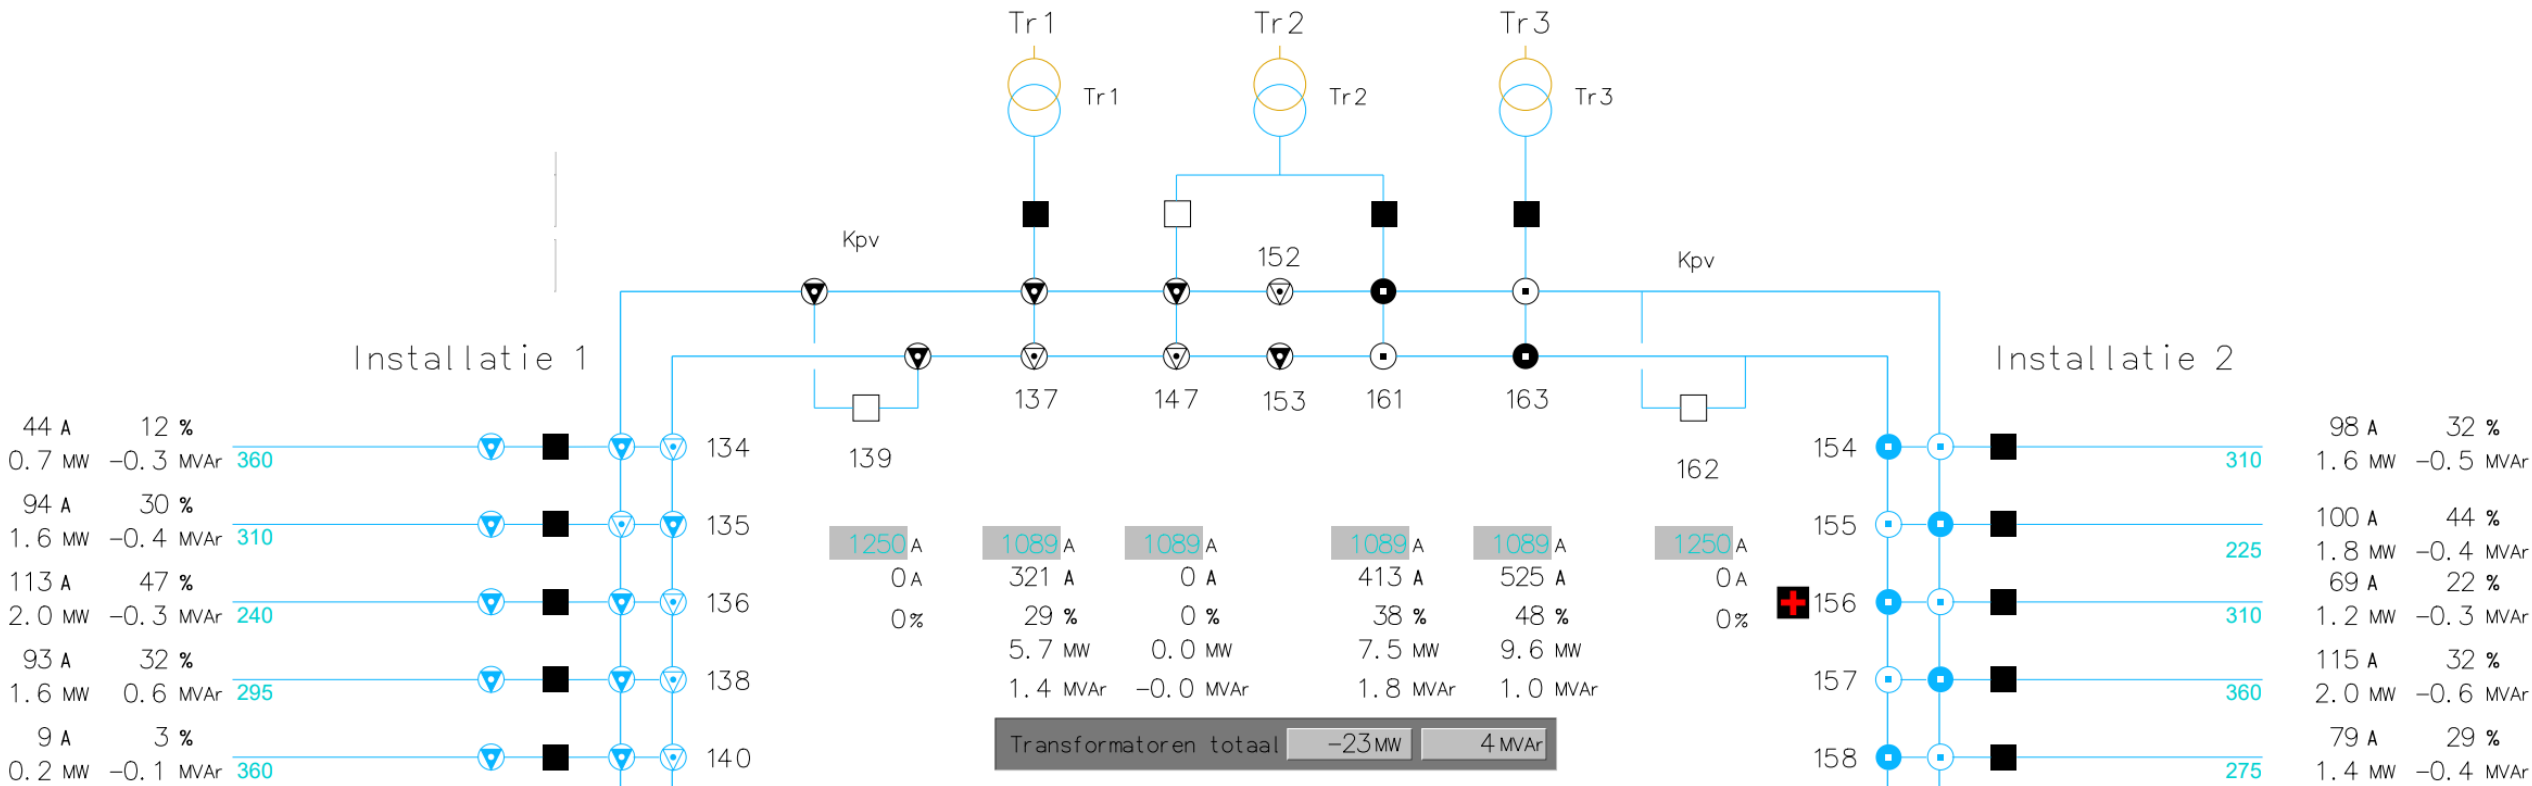 Tr1 Tr2 Tr3
Tr1 Tr2 Tr3
Kpv 152 Kpv
Installatie 1 Installatie 2
137 147 153 161 163
139 162
44 A 12 %
0.7 MW -0.3 MVAr 360
134
94 A 30 %
1.6 MW -0.4 MVAr 310
135
113 A 47 %
2.0 MW -0.3 MVAr 240
136
93 A 32 %
1.6 MW 0.6 MVAr 295
138
9 A 3 %
0.2 MW -0.1 MVAr 360
140
1250 A 1089 A 1089 A 1089 A 1089 A 1250 A
0 A 321 A 0 A 413 A 525 A 0 A
0 % 29 % 0 % 38 % 48 % 0 %
5.7 MW 0.0 MW 7.5 MW 9.6 MW
1.4 MVAr -0.0 MVAr 1.8 MVAr 1.0 MVAr
Transformatoren totaal -23 MW 4 MVAr
154
98 A 32 %
310 1.6 MW -0.5 MVAr
155
100 A 44 %
225 1.8 MW -0.4 MVAr
156
69 A 22 %
310 1.2 MW -0.3 MVAr
157
115 A 32 %
360 2.0 MW -0.6 MVAr
158
79 A 29 %
275 1.4 MW -0.4 MVAr